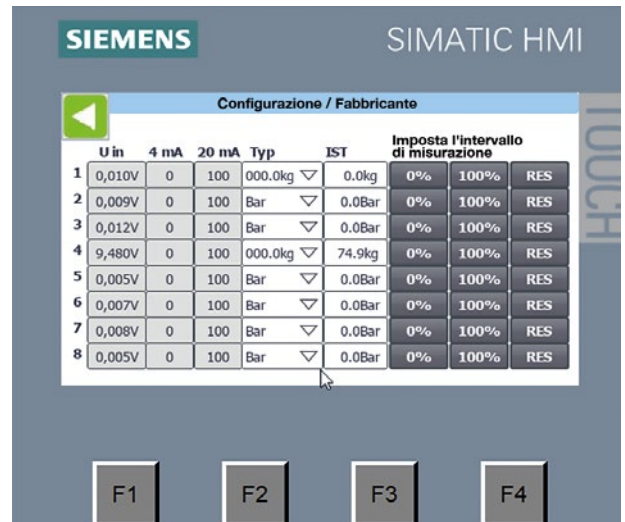 SIEMENS
SIMATIC HMI
TOUCH
Configurazione / Fabbricante
U in 4 mA 20 mA Typ IST Imposta l'intervallo
di misurazione
1 0,010V 0 100 000.0kg 0.0kg 0% 100% RES
2 0,009V 0 100 Bar 0.0Bar 0% 100% RES
3 0,012V 0 100 Bar 0.0Bar 0% 100% RES
4 9,480V 0 100 000.0kg 74.9kg 0% 100% RES
5 0,005V 0 100 Bar 0.0Bar 0% 100% RES
6 0,007V 0 100 Bar 0.0Bar 0% 100% RES
7 0,008V 0 100 Bar 0.0Bar 0% 100% RES
8 0,005V 0 100 Bar 0.0Bar 0% 100% RES
F1 F2 F3 F4